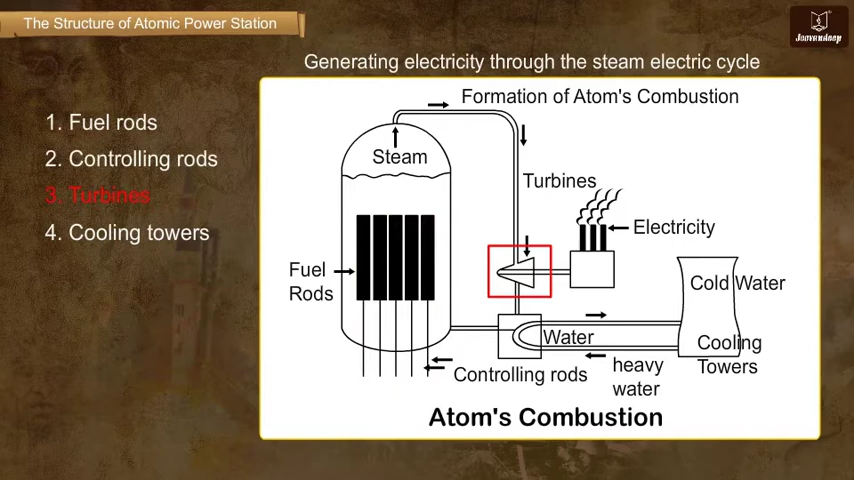 The Structure of Atomic Power Station
Jeevandeep
Generating electricity through the steam electric cycle
1. Fuel rods
2. Controlling rods
3. Turbines
4. Cooling towers
Formation of Atom's Combustion
Steam
Turbines
Electricity
Fuel
Rods
Cold Water
Water
Cooling
Towers
Controlling rods
heavy
water
Atom's Combustion